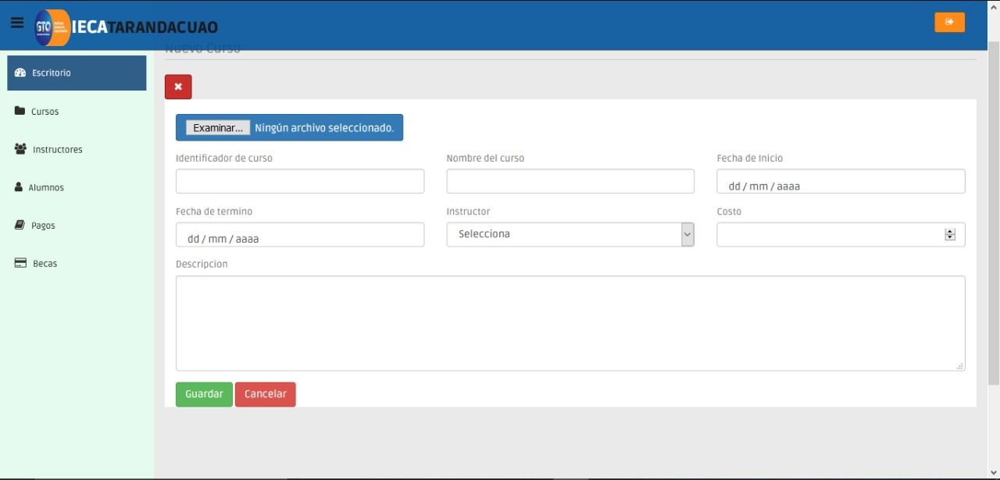 GTO
IECATARANDACUAO
Nuevo Curso
Escritorio
Cursos
Instructores
Alumnos
Pagos
Becas
Examinar... Ningún archivo seleccionado.
Identificador de curso Nombre del curso Fecha de Inicio
dd / mm / aaaa
Fecha de termino Instructor Costo
dd / mm / aaaa Selecciona
Descripcion
Guardar Cancelar